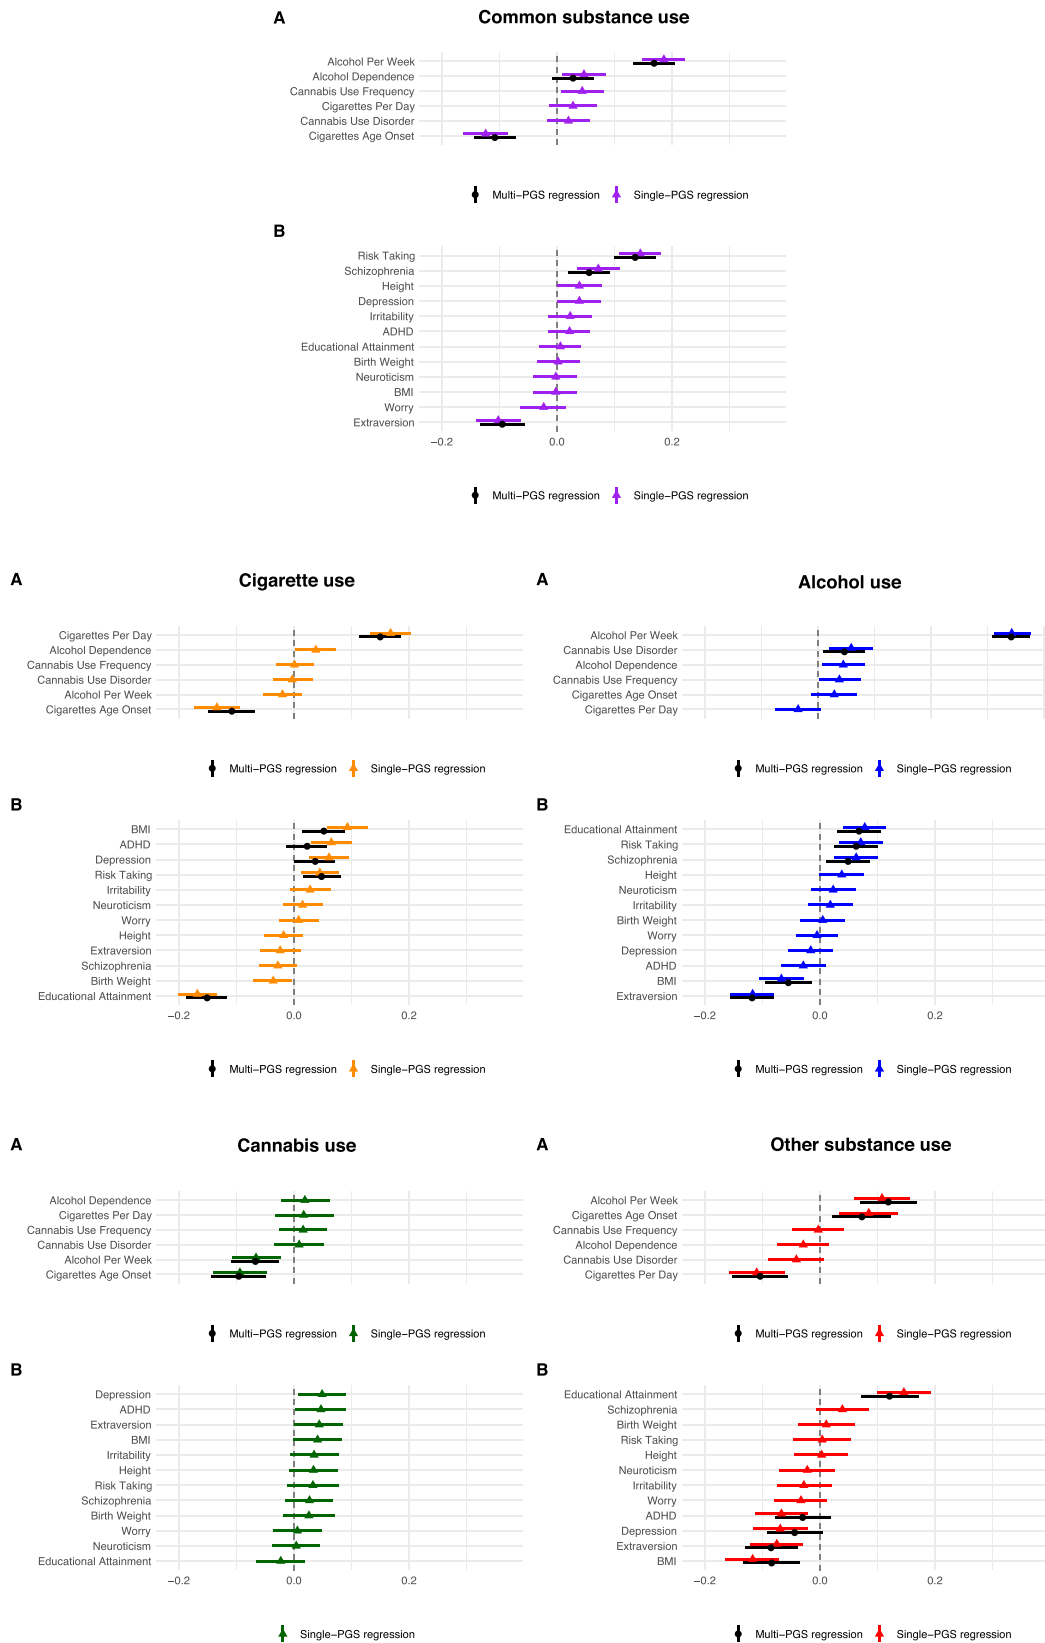 A
Common substance use
Alcohol Per Week
Alcohol Dependence
Cannabis Use Frequency
Cigarettes Per Day
Cannabis Use Disorder
Cigarettes Age Onset
Multi−PGS regression Single−PGS regression
B
Risk Taking
Schizophrenia
Height
Depression
Irritability
ADHD
Educational Attainment
Birth Weight
Neuroticism
BMI
Worry
Extraversion
−0.2 0.0 0.2
Multi−PGS regression Single−PGS regression
A
Cigarette use
Cigarettes Per Day
Alcohol Dependence
Cannabis Use Frequency
Cannabis Use Disorder
Alcohol Per Week
Cigarettes Age Onset
Multi−PGS regression Single−PGS regression
B
BMI
ADHD
Depression
Risk Taking
Irritability
Neuroticism
Worry
Height
Extraversion
Schizophrenia
Birth Weight
Educational Attainment
−0.2 0.0 0.2
Multi−PGS regression Single−PGS regression
A
Alcohol use
Alcohol Per Week
Cannabis Use Disorder
Alcohol Dependence
Cannabis Use Frequency
Cigarettes Age Onset
Cigarettes Per Day
Multi−PGS regression Single−PGS regression
B
Educational Attainment
Risk Taking
Schizophrenia
Height
Neuroticism
Irritability
Birth Weight
Worry
Depression
ADHD
BMI
Extraversion
−0.2 0.0 0.2
Multi−PGS regression Single−PGS regression
A
Cannabis use
Alcohol Dependence
Cigarettes Per Day
Cannabis Use Frequency
Cannabis Use Disorder
Alcohol Per Week
Cigarettes Age Onset
Multi−PGS regression Single−PGS regression
B
Depression
ADHD
Extraversion
BMI
Irritability
Height
Risk Taking
Schizophrenia
Birth Weight
Worry
Neuroticism
Educational Attainment
−0.2 0.0 0.2
Single−PGS regression
A
Other substance use
Alcohol Per Week
Cigarettes Age Onset
Cannabis Use Frequency
Alcohol Dependence
Cannabis Use Disorder
Cigarettes Per Day
Multi−PGS regression Single−PGS regression
B
Educational Attainment
Schizophrenia
Birth Weight
Risk Taking
Height
Neuroticism
Irritability
Worry
ADHD
Depression
Extraversion
BMI
−0.2 0.0 0.2
Multi−PGS regression Single−PGS regression